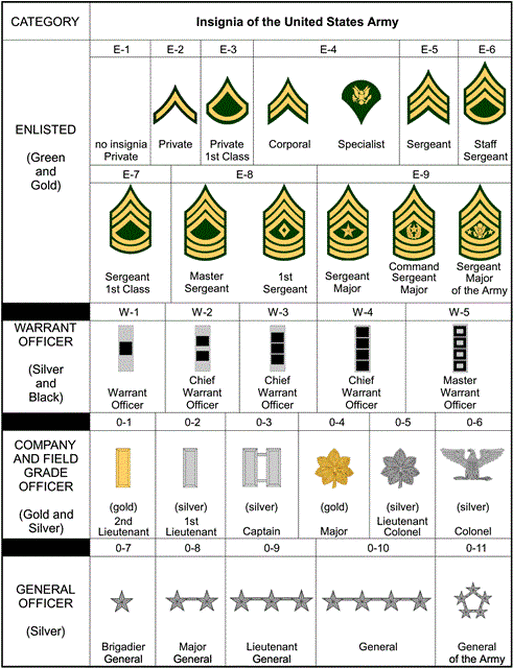 CATEGORY
Insignia of the United States Army
ENLISTED
(Green
and
Gold)
E-1
E-2
E-3
E-4
E-5
E-6
no insignia
Private
Private
Private
1st Class
Corporal
Specialist
Sergeant
Staff
Sergeant
E-7
E-8
E-9
Sergeant
1st Class
Master
Sergeant
1st
Sergeant
Sergeant
Major
Command
Sergeant
Major
Sergeant
Major
of the Army
WARRANT
OFFICER
(Silver
and
Black)
W-1
W-2
W-3
W-4
W-5
Warrant
Officer
Chief
Warrant
Officer
Chief
Warrant
Officer
Chief
Warrant
Officer
Master
Warrant
Officer
COMPANY
AND FIELD
GRADE
OFFICER
(Gold and
Silver)
0-1
0-2
0-3
0-4
0-5
0-6
(gold)
2nd
Lieutenant
(silver)
1st
Lieutenant
(silver)
Captain
(gold)
Major
(silver)
Lieutenant
Colonel
(silver)
Colonel
GENERAL
OFFICER
(Silver)
0-7
0-8
0-9
0-10
0-11
Brigadier
General
Major
General
Lieutenant
General
General
General
of the Army